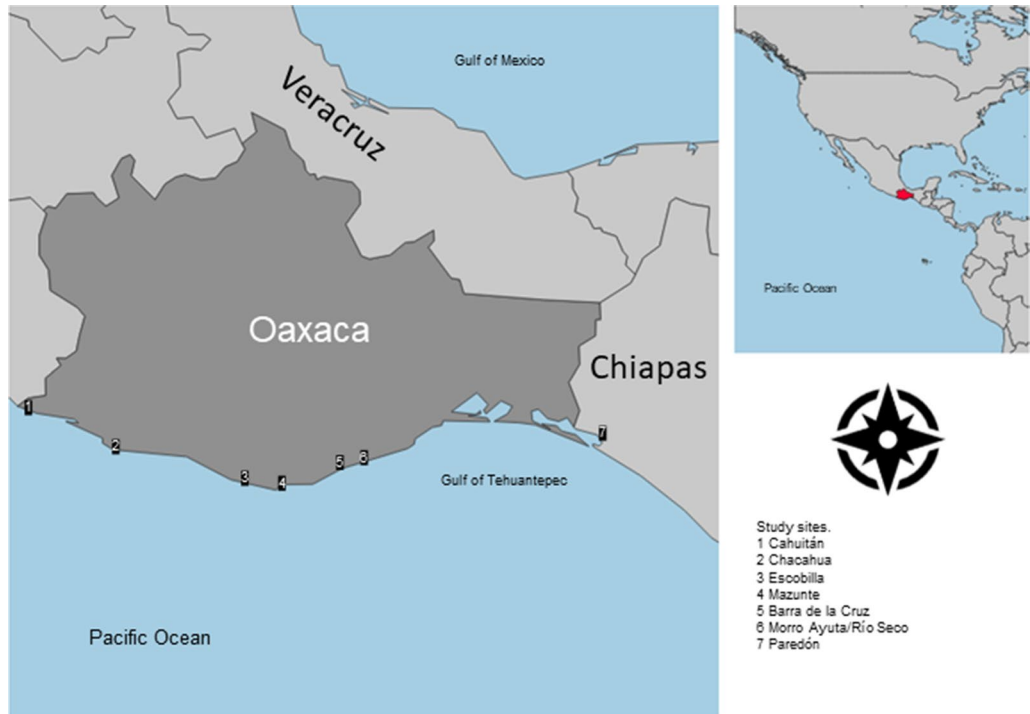 Gulf of Mexico
Veracruz
Oaxaca
Chiapas
1
2
3
4
5
6
7
Gulf of Tehuantepec
Pacific Ocean
Pacific Ocean
Study sites.
1 Cahuitán
2 Chacahua
3 Escobilla
4 Mazunte
5 Barra de la Cruz
6 Morro Ayuta/Río Seco
7 Paredón